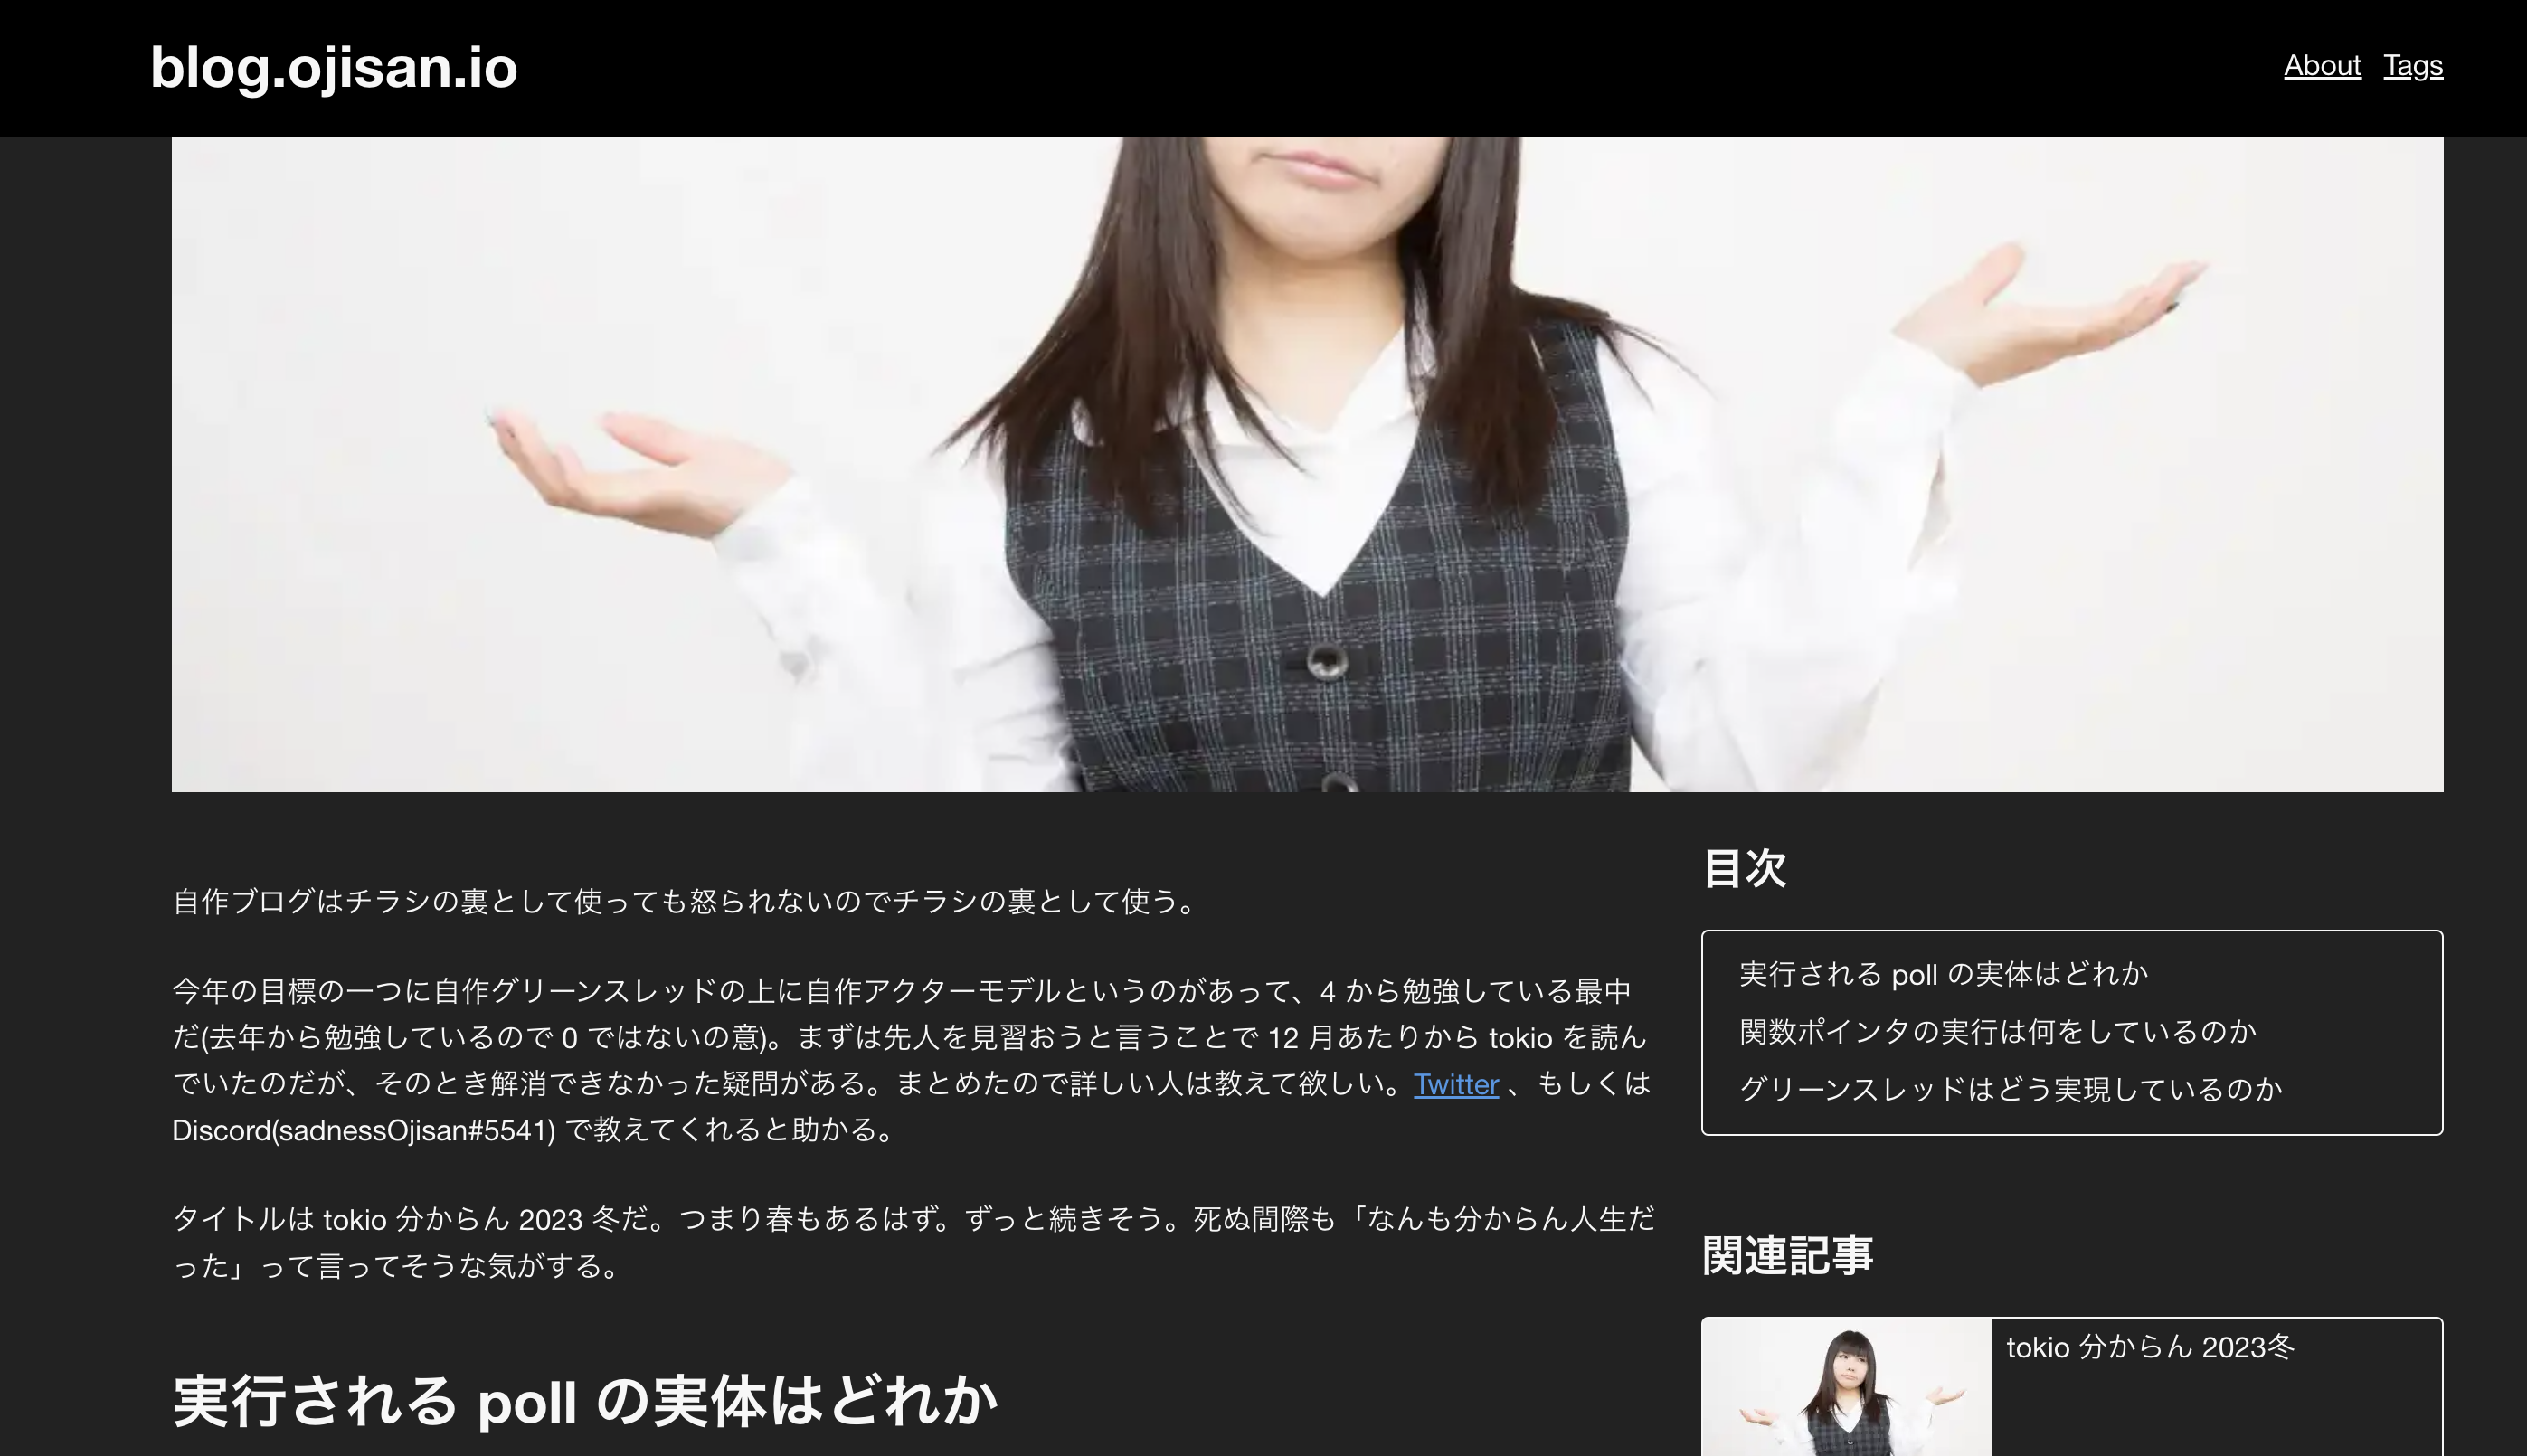 blog.ojisan.io
About Tags
自作ブログはチラシの裏として使っても怒られないのでチラシの裏として使う。
今年の目標の一つに自作グリーンスレッドの上に自作アクターモデルというのがあって、4 から勉強している最中
だ(去年から勉強しているので 0 ではないの意)。まずは先人を見習おうと言うことで 12 月あたりから tokio を読ん
でいたのだが、そのとき解消できなかった疑問がある。まとめたので詳しい人は教えて欲しい。Twitter 、もしくは
Discord(sadnessOjisan#5541) で教えてくれると助かる。
タイトルは tokio 分からん 2023 冬だ。つまり春もあるはず。ずっと続きそう。死ぬ間際も「なんも分からん人生だ
った」って言ってそうな気がする。
実行される poll の実体はどれか
目次
実行される poll の実体はどれか
関数ポインタの実行は何をしているのか
グリーンスレッドはどう実現しているのか
関連記事
tokio 分からん 2023冬